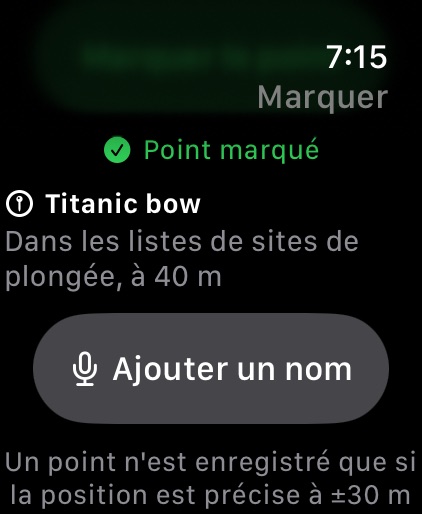 7:15
Marquer
Point marqué
Titanic bow
Dans les listes de sites de
plongée, à 40 m
Ajouter un nom
Un point n'est enregistré que si
la position est précise à ±30 m